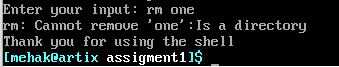 Enter your input: rm one
rm: Cannot remove 'one':Is a directory
Thank you for using the shell
[mehak@artix assigment1]$